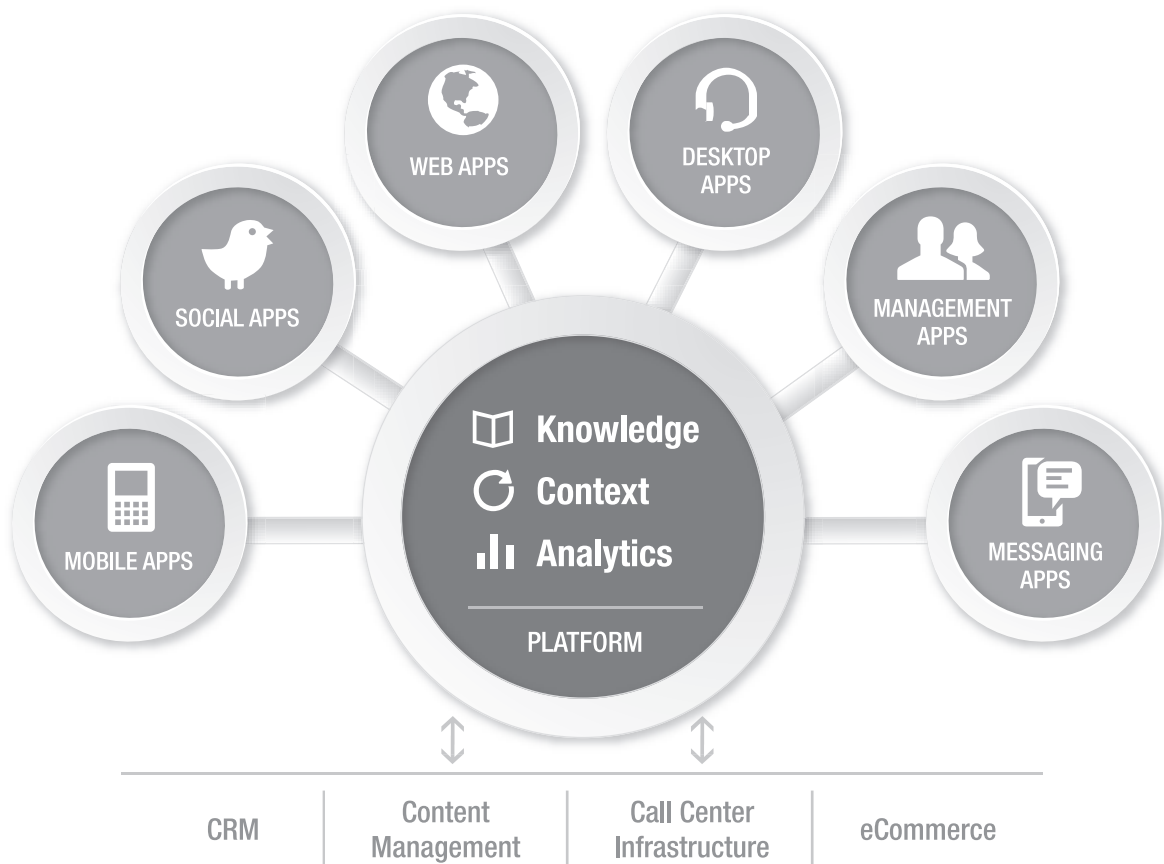 WEB APPS
DESKTOP
APPS
SOCIAL APPS
MANAGEMENT
APPS
MOBILE APPS
Knowledge
Context
Analytics
PLATFORM
MESSAGING
APPS
CRM
Content
Management
Call Center
Infrastructure
eCommerce